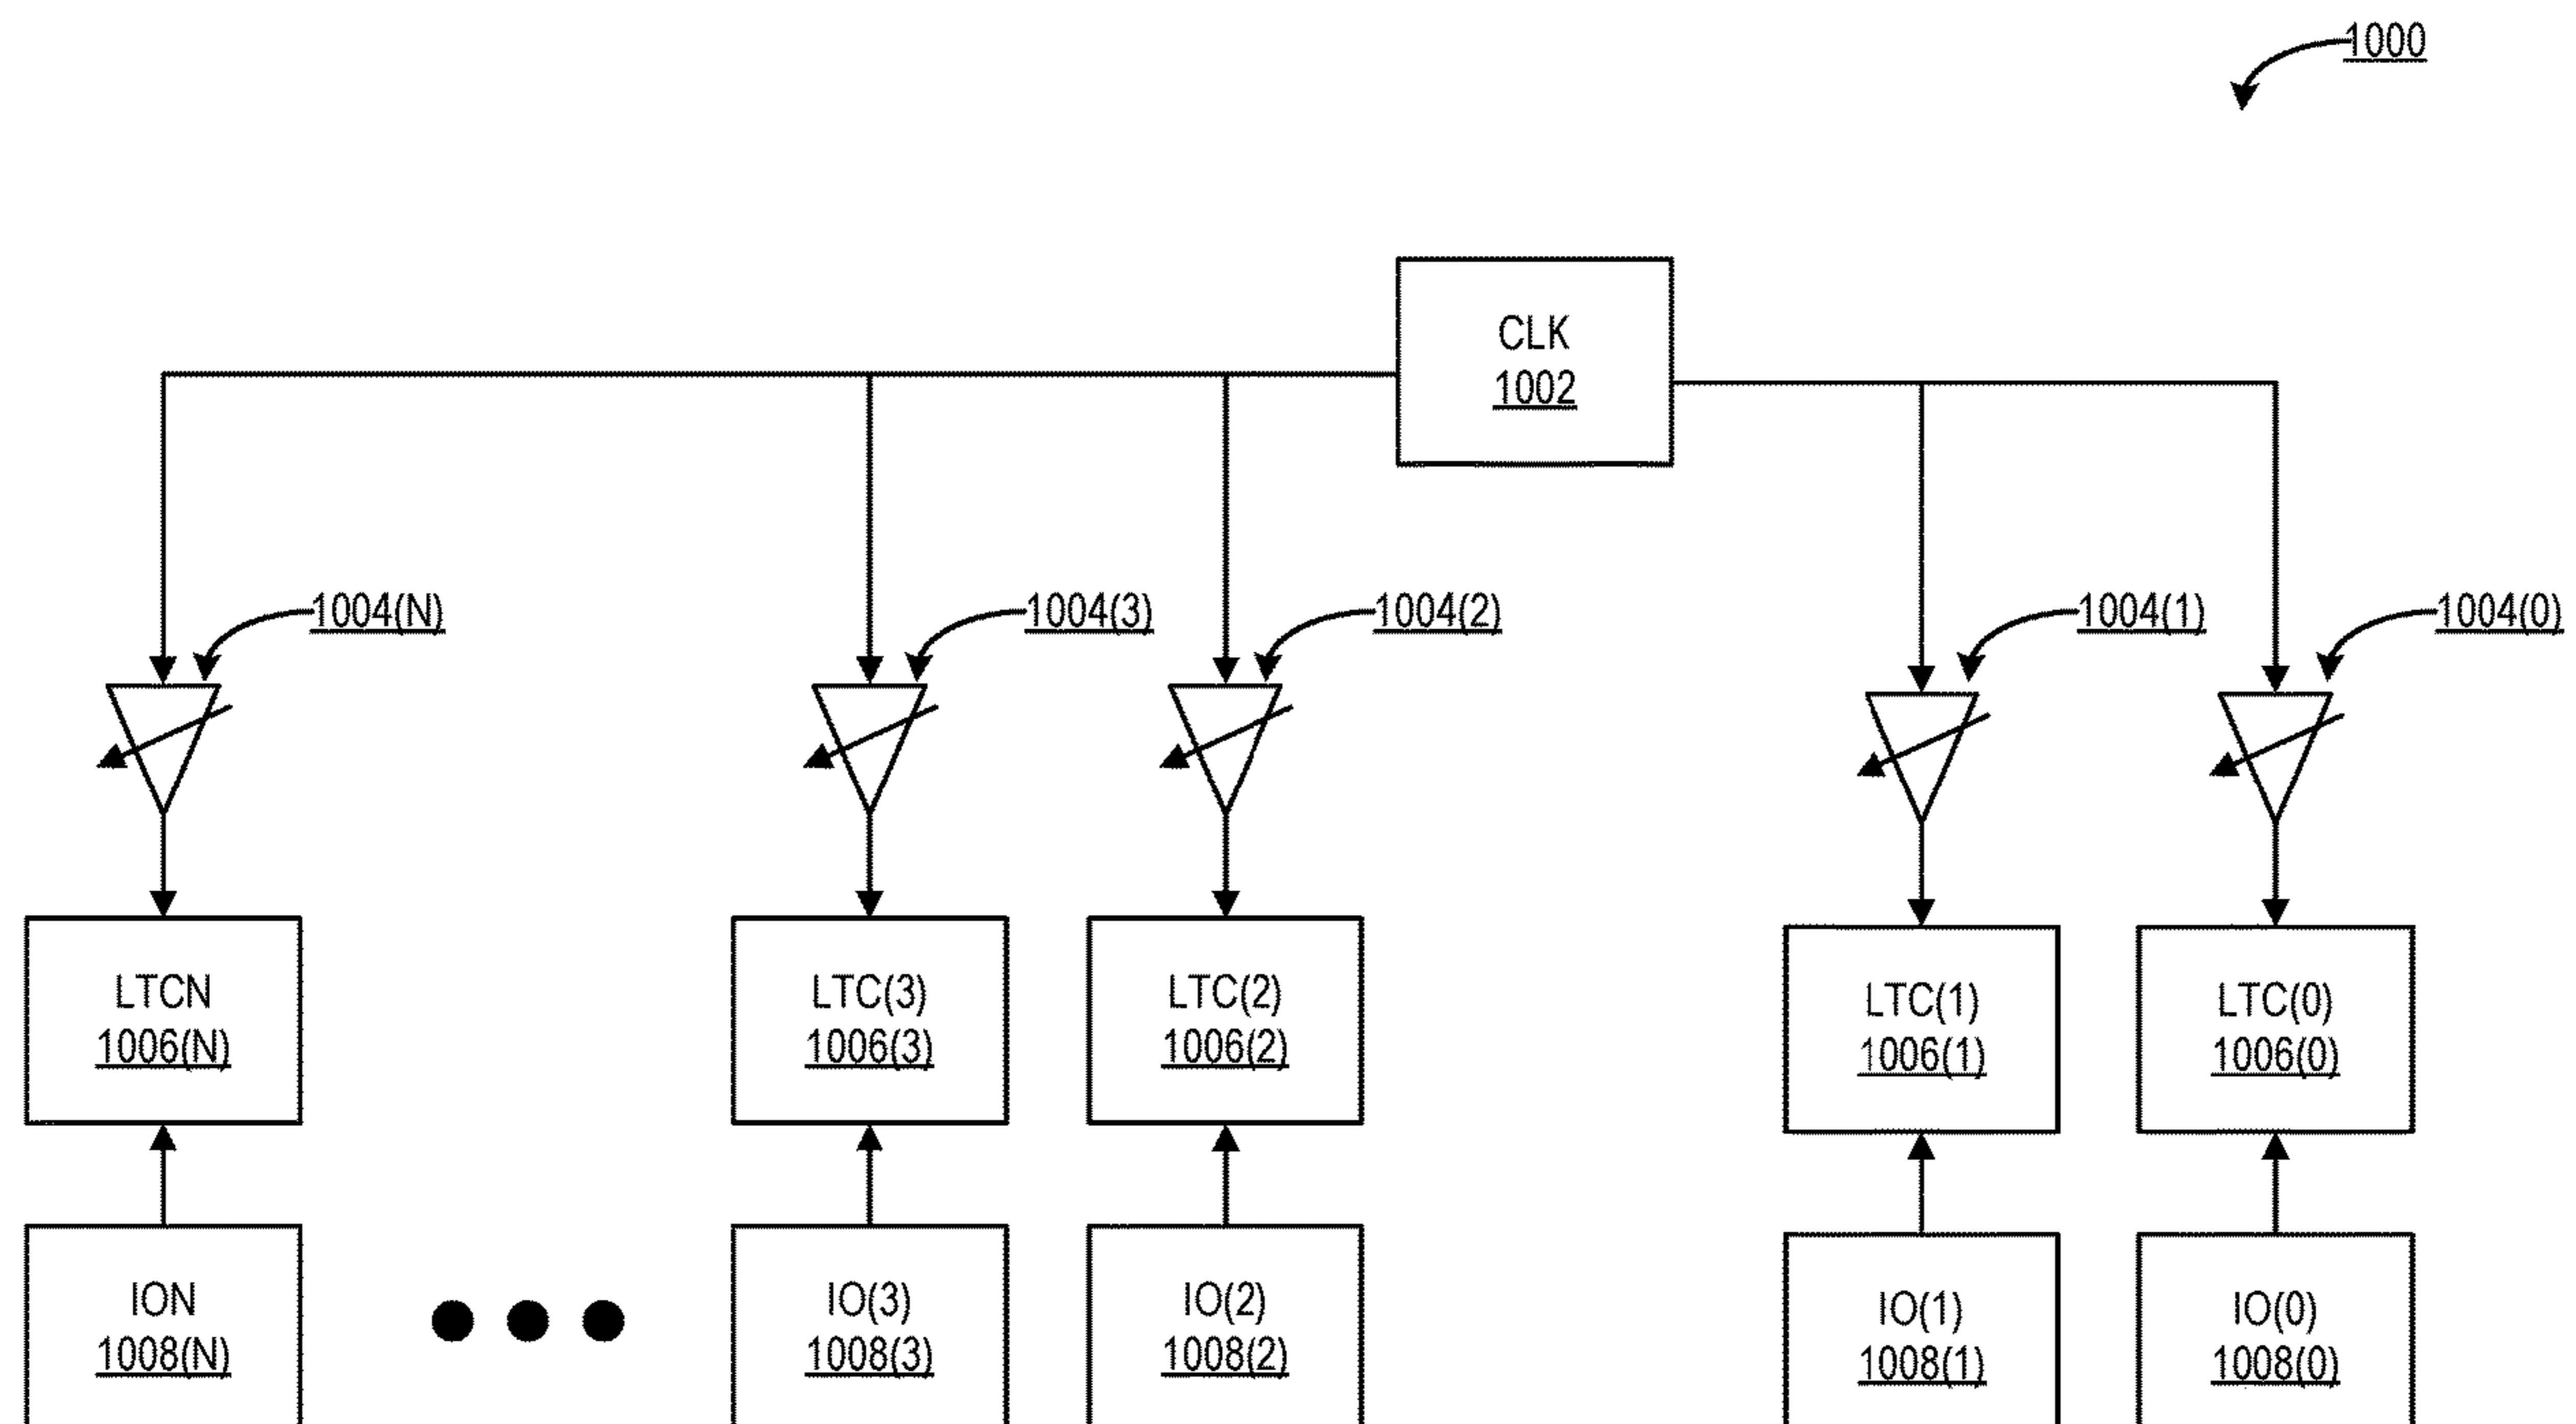 1000
CLK
1002
1004(N)
1004(3)
1004(2)
1004(1)
1004(0)
LTCN
1006(N)
LTC(3)
1006(3)
LTC(2)
1006(2)
LTC(1)
1006(1)
LTC(0)
1006(0)
ION
1008(N)
IO(3)
1008(3)
IO(2)
1008(2)
IO(1)
1008(1)
IO(0)
1008(0)